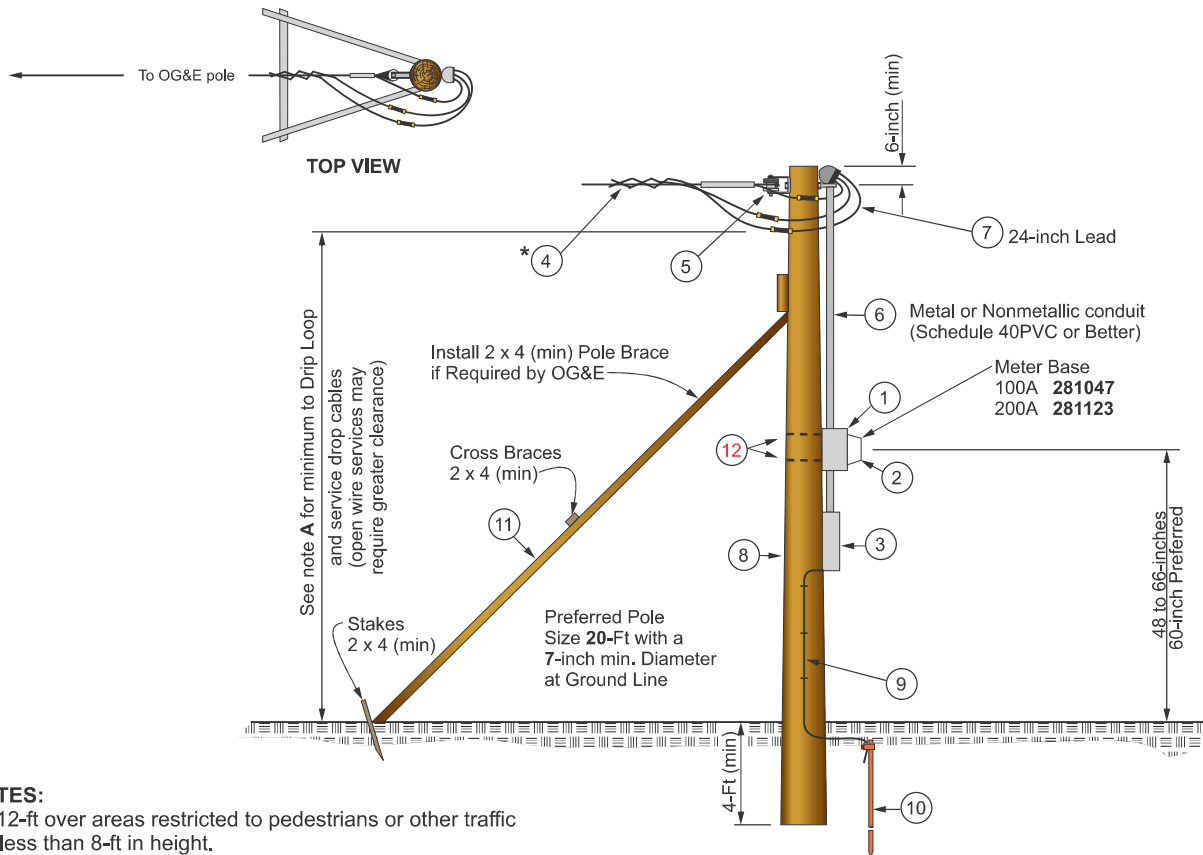 To OG&E pole
TOP VIEW
6-inch (min)
* 4
5
7 24-inch Lead
See note A for minimum to Drip Loop
and service drop cables
(open wire services may
require greater clearance)
6
Metal or Nonmetallic conduit
(Schedule 40PVC or Better)
Install 2 x 4 (min) Pole Brace
if Required by OG&E
Meter Base
100A 281047
200A 281123
1
12
2
Cross Braces
2 x 4 (min)
11
8
3
48 to 66-inches
60-inch Preferred
Stakes
2 x 4 (min)
Preferred Pole
Size 20-Ft with a
7-inch min. Diameter
at Ground Line
9
4-Ft (min)
10
TES:
12-ft over areas restricted to pedestrians or other traffic
less than 8-ft in height.